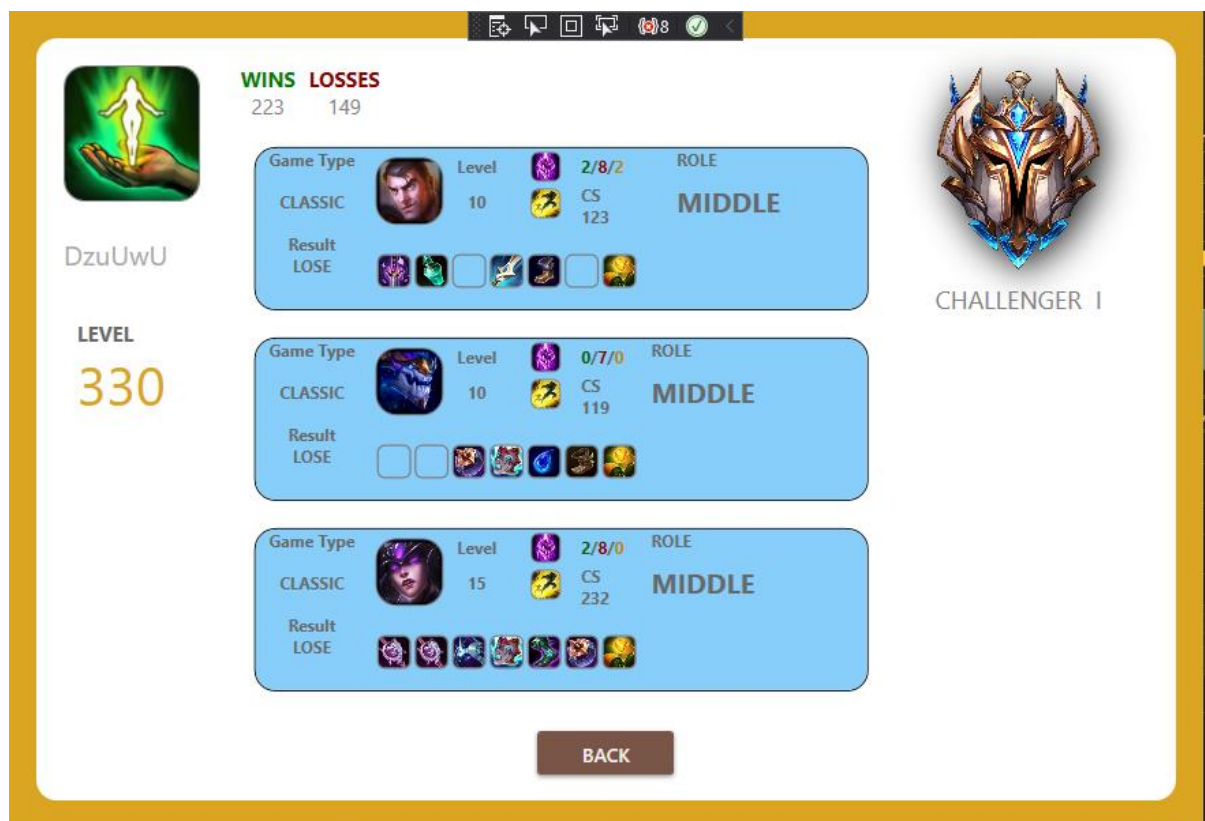 8
WINS LOSSES
223 149
DzuUwU
LEVEL
330
Game Type
CLASSIC
Result
LOSE
Level
10
2/8/2
CS
123
ROLE
MIDDLE
Game Type
CLASSIC
Result
LOSE
Level
10
0/7/0
CS
119
ROLE
MIDDLE
Game Type
CLASSIC
Result
LOSE
Level
15
2/8/0
CS
232
ROLE
MIDDLE
CHALLENGER I
BACK